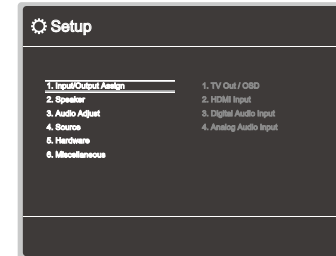 Setup
1. Input/Output Assign
2. Speaker
3. Audio Adjust
4. Source
5. Hardware
6. Miscellaneous
1. TV Out / OSD
2. HDMI Input
3. Digital Audio Input
4. Analog Audio Input